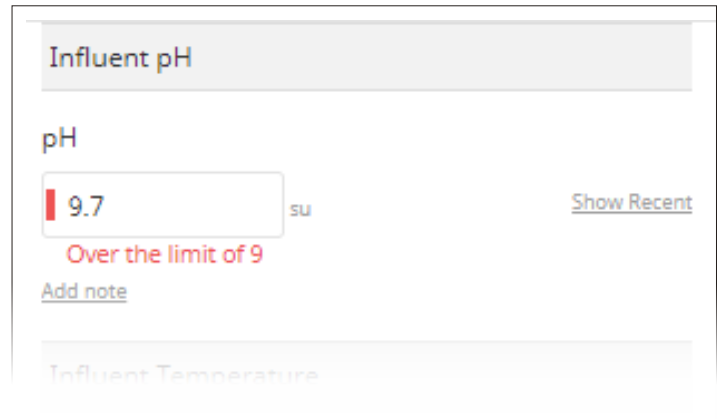 Influent pH
pH
9.7 su Show Recent
Over the limit of 9
Add note
Influent Temperature